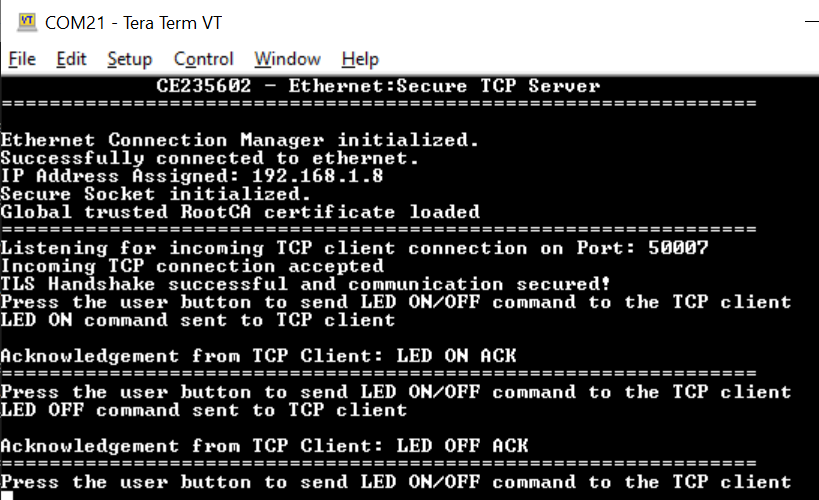 VT
COM21 - Tera Term VT
File Edit Setup Control Window Help
CE235602 - Ethernet:Secure TCP Server
===============================================================
Ethernet Connection Manager initialized.
Successfully connected to ethernet.
IP Address Assigned: 192.168.1.8
Secure Socket initialized.
Global trusted RootCA certificate loaded
===============================================================
Listening for incoming TCP client connection on Port: 50007
Incoming TCP connection accepted
TLS Handshake successful and communication secured!
Press the user button to send LED ON/OFF command to the TCP client
LED ON command sent to TCP client
Acknowledgement from TCP Client: LED ON ACK
===============================================================
Press the user button to send LED ON/OFF command to the TCP client
LED OFF command sent to TCP client
Acknowledgement from TCP Client: LED OFF ACK
===============================================================
Press the user button to send LED ON/OFF command to the TCP client